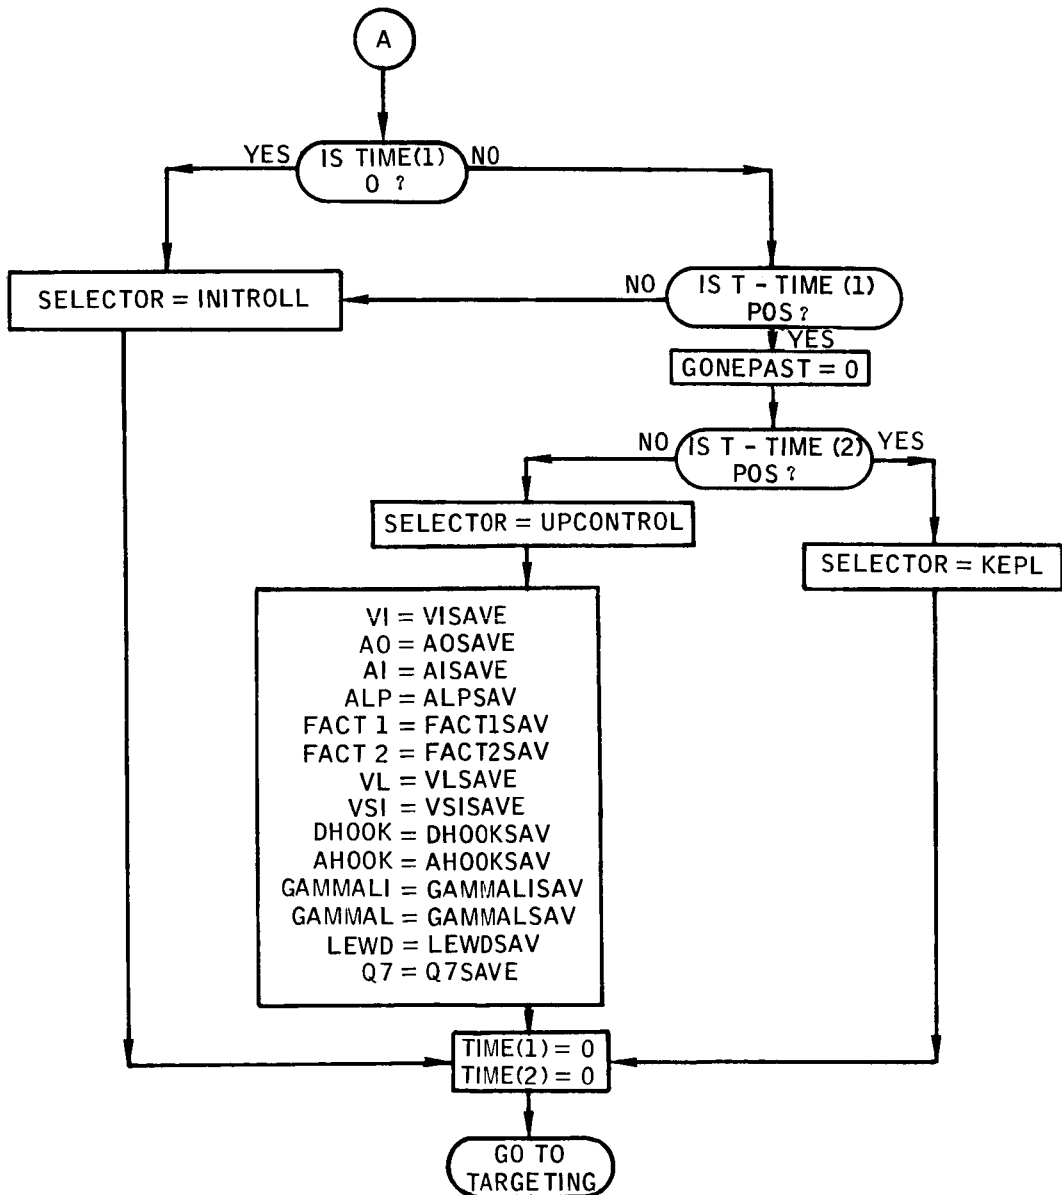 A
YES
IS TIME(1)
0 ?
NO
SELECTOR = INITROLL
NO
IS T - TIME (1)
POS?
YES
GONEPAST = 0
NO
IS T - TIME (2)
POS?
YES
SELECTOR = UPCONTROL
SELECTOR = KEPL
VI = VISAVE
AO = AOSAVE
AI = AISAVE
ALP = ALPSAV
FACT 1 = FACT1SAV
FACT 2 = FACT2SAV
VL = VLSAVE
VSI = VSISAVE
DHOOK = DHOOKSAV
AHOOK = AHOOKSAV
GAMMALI = GAMMALISAV
GAMMAL = GAMMALSAV
LEWD = LEWDSAV
Q7 = Q7SAVE
TIME(1) = 0
TIME(2) = 0
GO TO
TARGETING